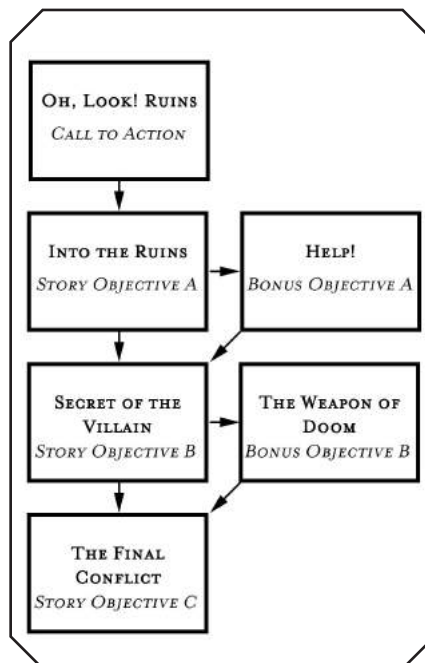 Oh, Look! Ruins
Call to Action
Into the Ruins
Story Objective A
Help!
Bonus Objective A
Secret of the
Villain
Story Objective B
The Weapon of
Doom
Bonus Objective B
The Final
Conflict
Story Objective C